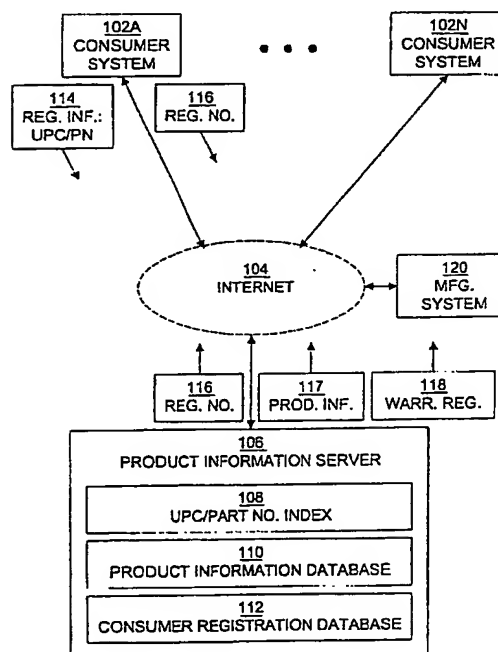 102A
CONSUMER
SYSTEM
102N
CONSUMER
SYSTEM
114
REG. INF.:
UPC/PN
116
REG. NO.
104
INTERNET
120
MFG.
SYSTEM
116
REG. NO.
117
PROD. INF.
118
WARR. REG.
106
PRODUCT INFORMATION SERVER
108
UPC/PART NO. INDEX
110
PRODUCT INFORMATION DATABASE
112
CONSUMER REGISTRATION DATABASE